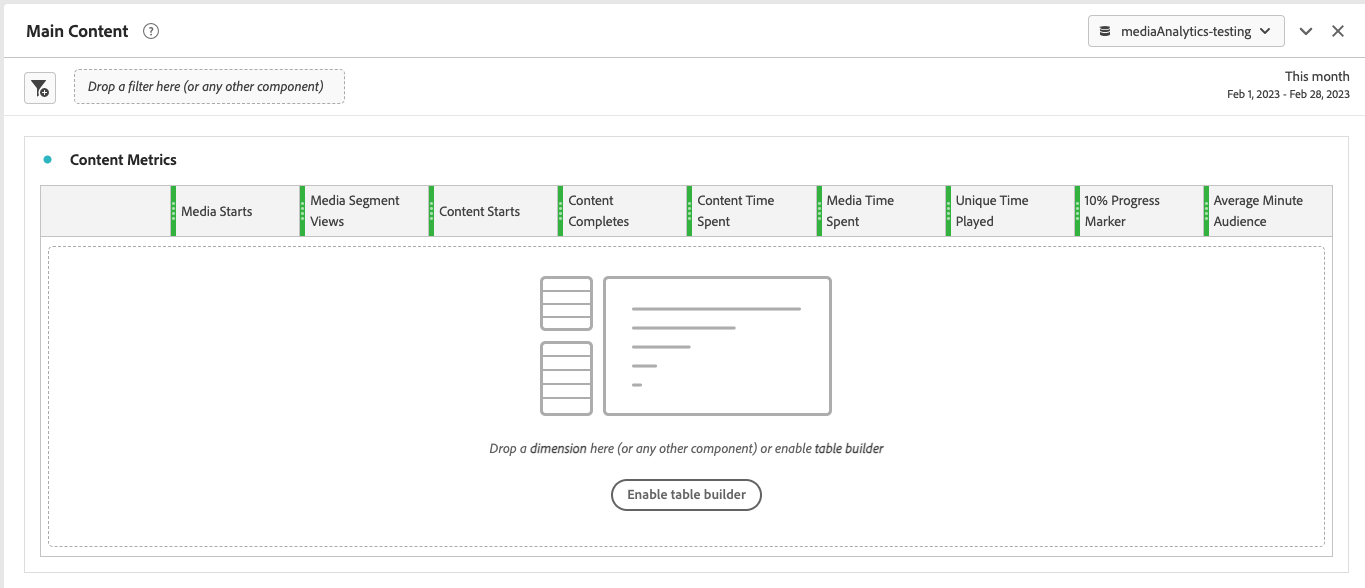 Main Content ?
mediaAnalytics-testing
Drop a filter here (or any other component)
This month
Feb 1, 2023 - Feb 28, 2023
Content Metrics
Media Starts
Media Segment
Views
Content Starts
Content
Completes
Content Time
Spent
Media Time
Spent
Unique Time
Played
10% Progress
Marker
Average Minute
Audience
Drop a dimension here (or any other component) or enable table builder
Enable table builder